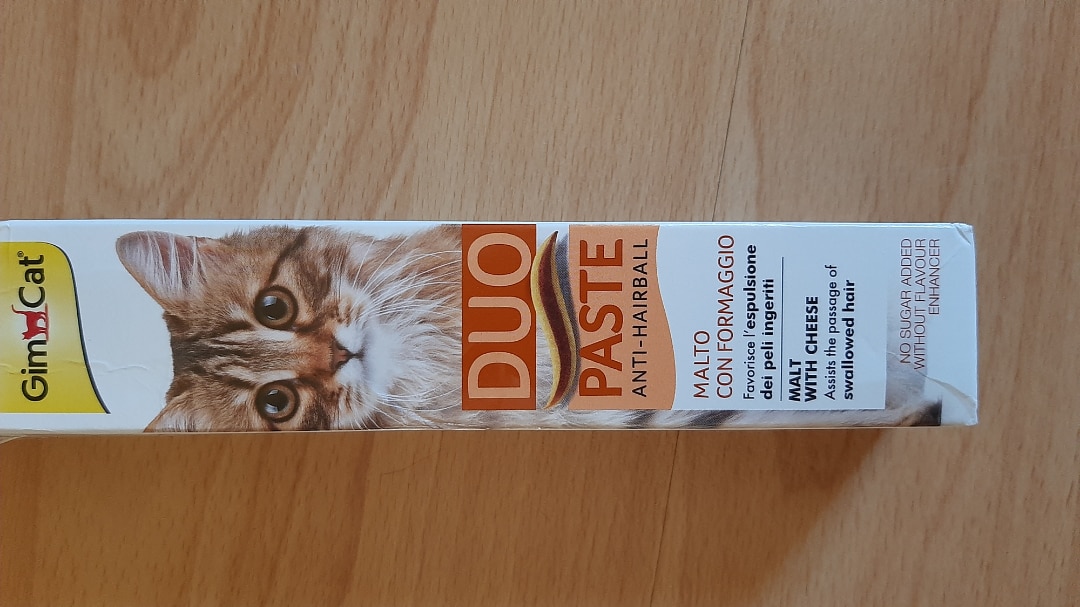 GimCat®
DUO
PASTE
ANTI-HAIRBALL
MALTO
CON FORMAGGIO
Favorisce l'espulsione
dei peli ingeriti
MALT
WITH CHEESE
Assists the passage of
swallowed hair
NO SUGAR ADDED
WITHOUT FLAVOUR
ENHANCER